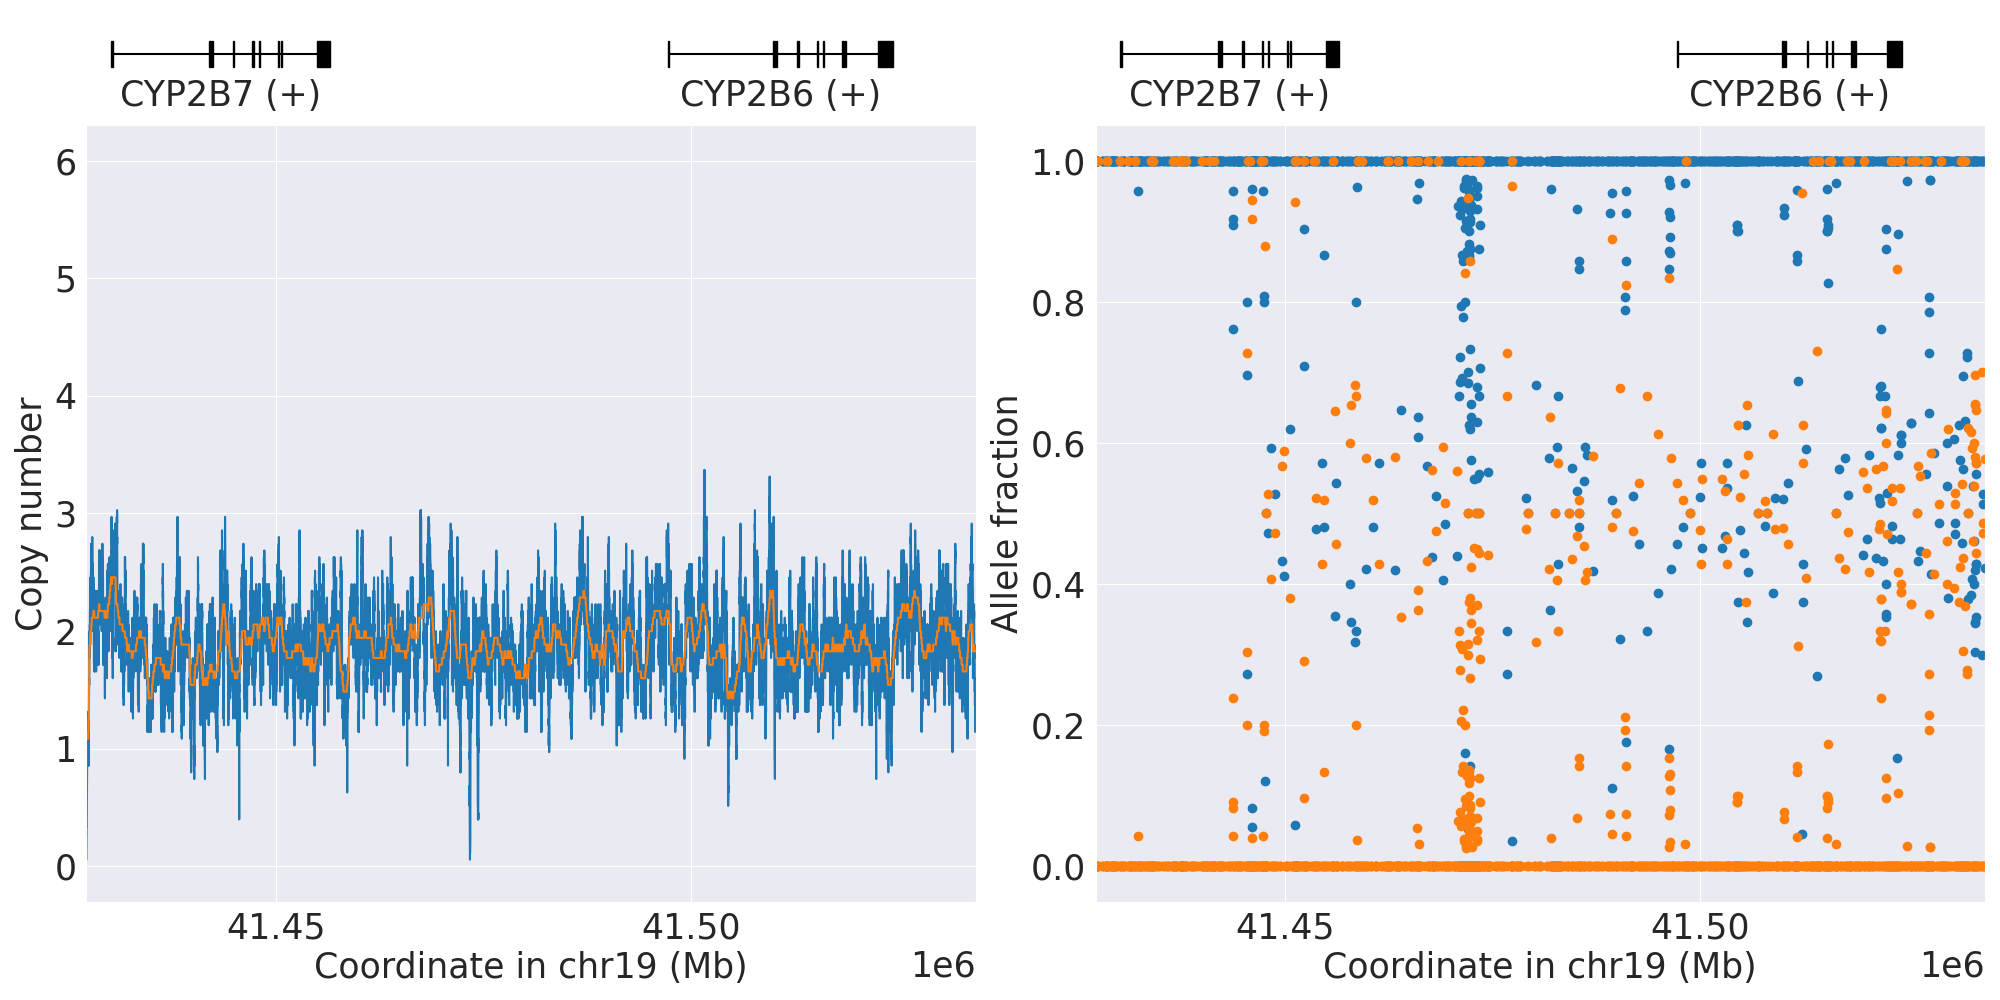 CYP2B7 (+) CYP2B6 (+)
6
5
4
3
2
1
0
Copy number
41.45 41.50
Coordinate in chr19 (Mb) 1e6
CYP2B7 (+) CYP2B6 (+)
1.0
0.8
0.6
0.4
0.2
0.0
Allele fraction
41.45 41.50
Coordinate in chr19 (Mb) 1e6